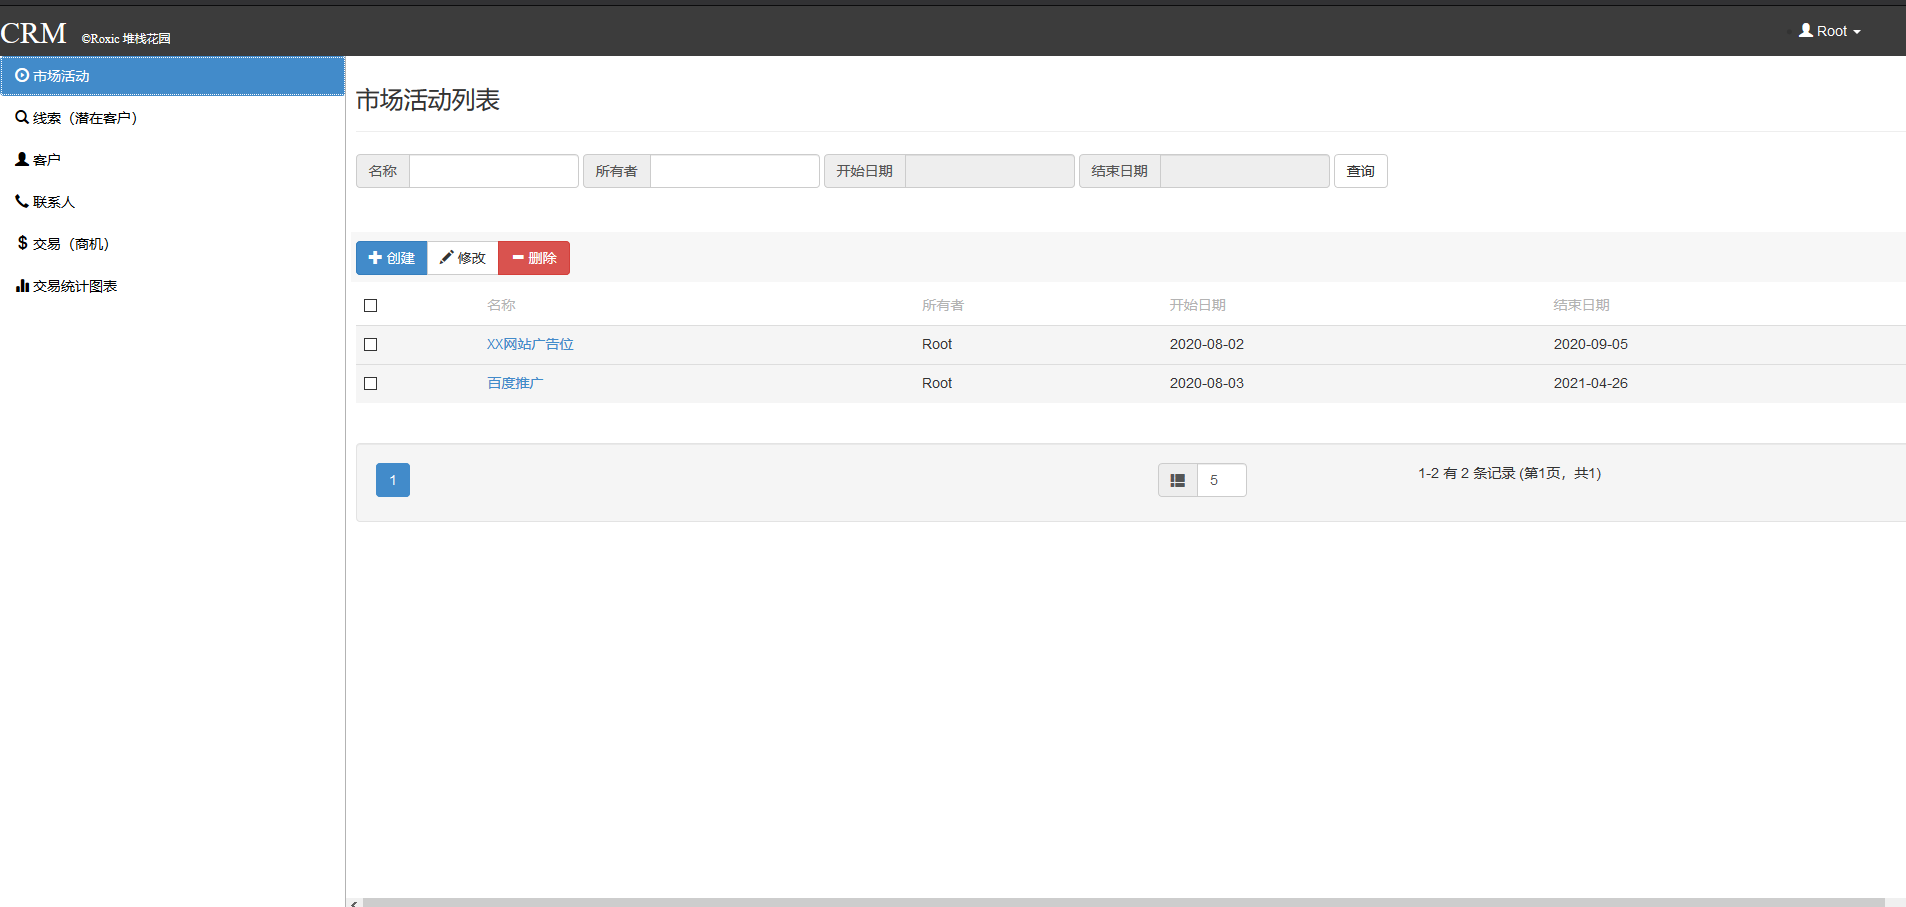 CRM ©Roxic 堆栈花园
Root
市场活动
线索（潜在客户）
客户
联系人
交易（商机）
交易统计图表
市场活动列表
名称 所有者 开始日期 结束日期 查询
创建 修改 删除
名称 所有者 开始日期 结束日期
XX网站广告位 Root 2020-08-02 2020-09-05
百度推广 Root 2020-08-03 2021-04-26
1 5 1-2 有 2 条记录 (第1页，共1)